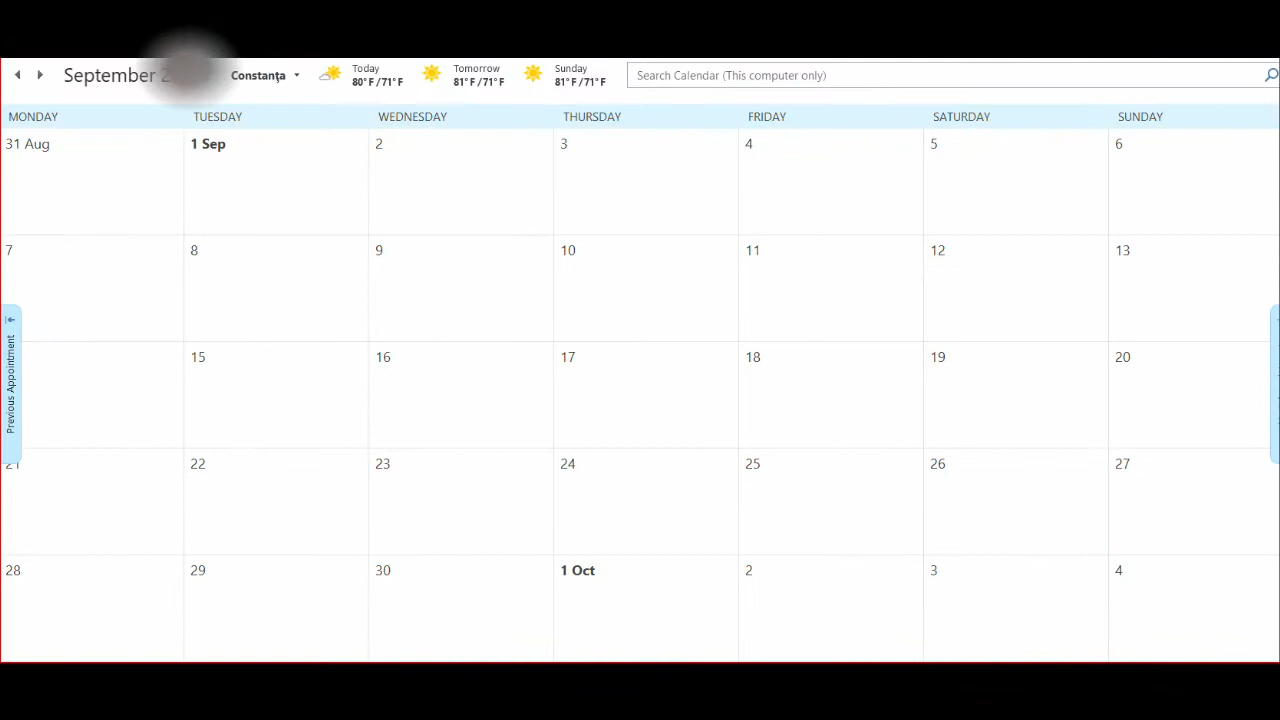 September
Constanţa
Today
80°F/71°F
Tomorrow
81°F/71°F
Sunday
81°F/71°F
Search Calendar (This computer only)
MONDAY TUESDAY WEDNESDAY THURSDAY FRIDAY SATURDAY SUNDAY
31 Aug 1 Sep 2 3 4 5 6
7 8 9 10 11 12 13
15 16 17 18 19 20
21 22 23 24 25 26 27
28 29 30 1 Oct 2 3 4
Previous Appointment